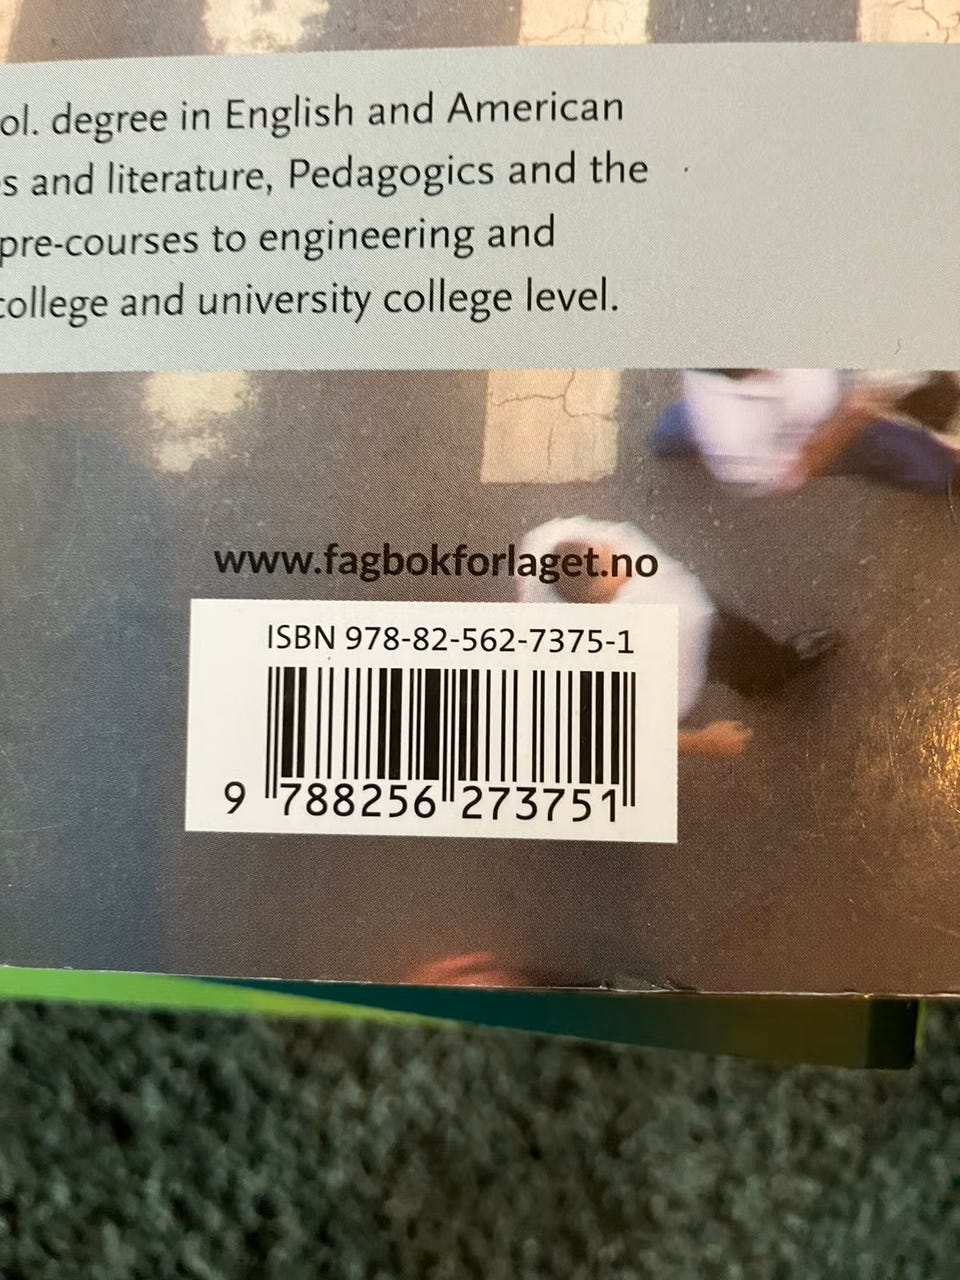 ol. degree in English and American
s and literature, Pedagogics and the
pre-courses to engineering and
college and university college level.
www.fagbokforlaget.no
ISBN 978-82-562-7375-1
9 788256 273751